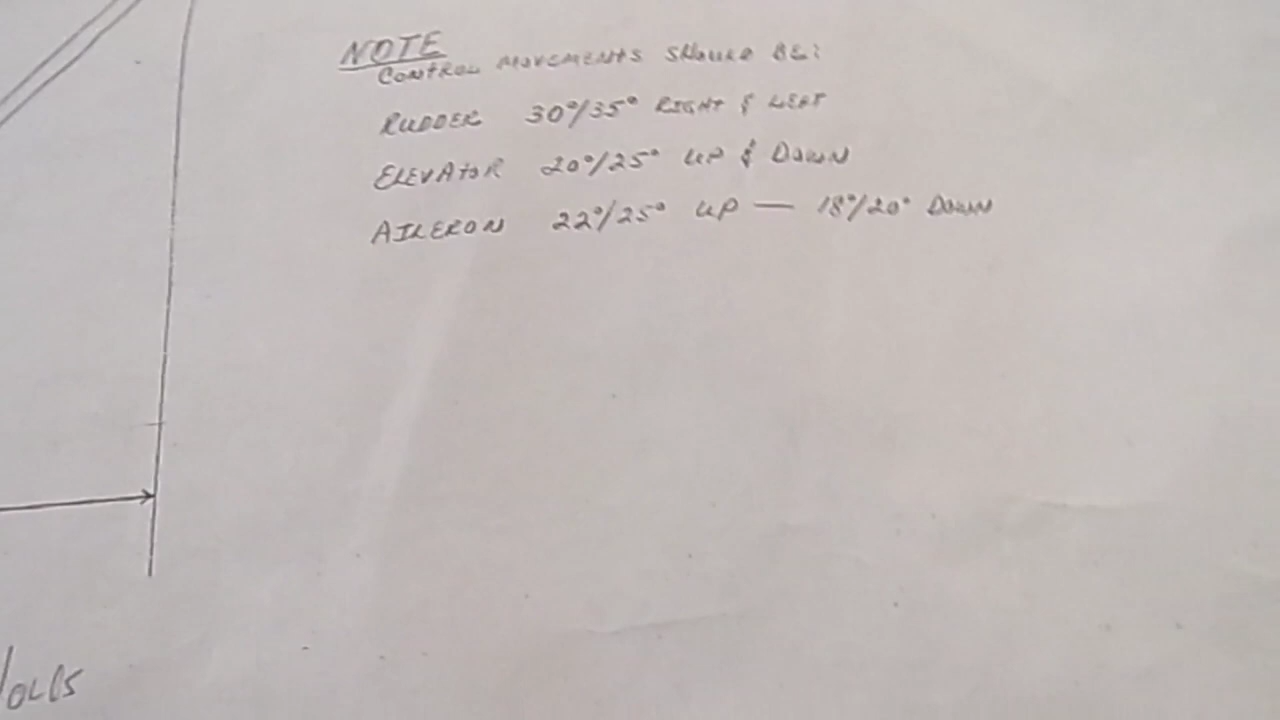 NOTE
CONTROL MOVEMENTS SHOULD BE:
RUDDER 30°/35° RIGHT & LEFT
ELEVATOR 20°/25° UP & DOWN
AILERON 22°/25° UP — 18°/20° DOWN